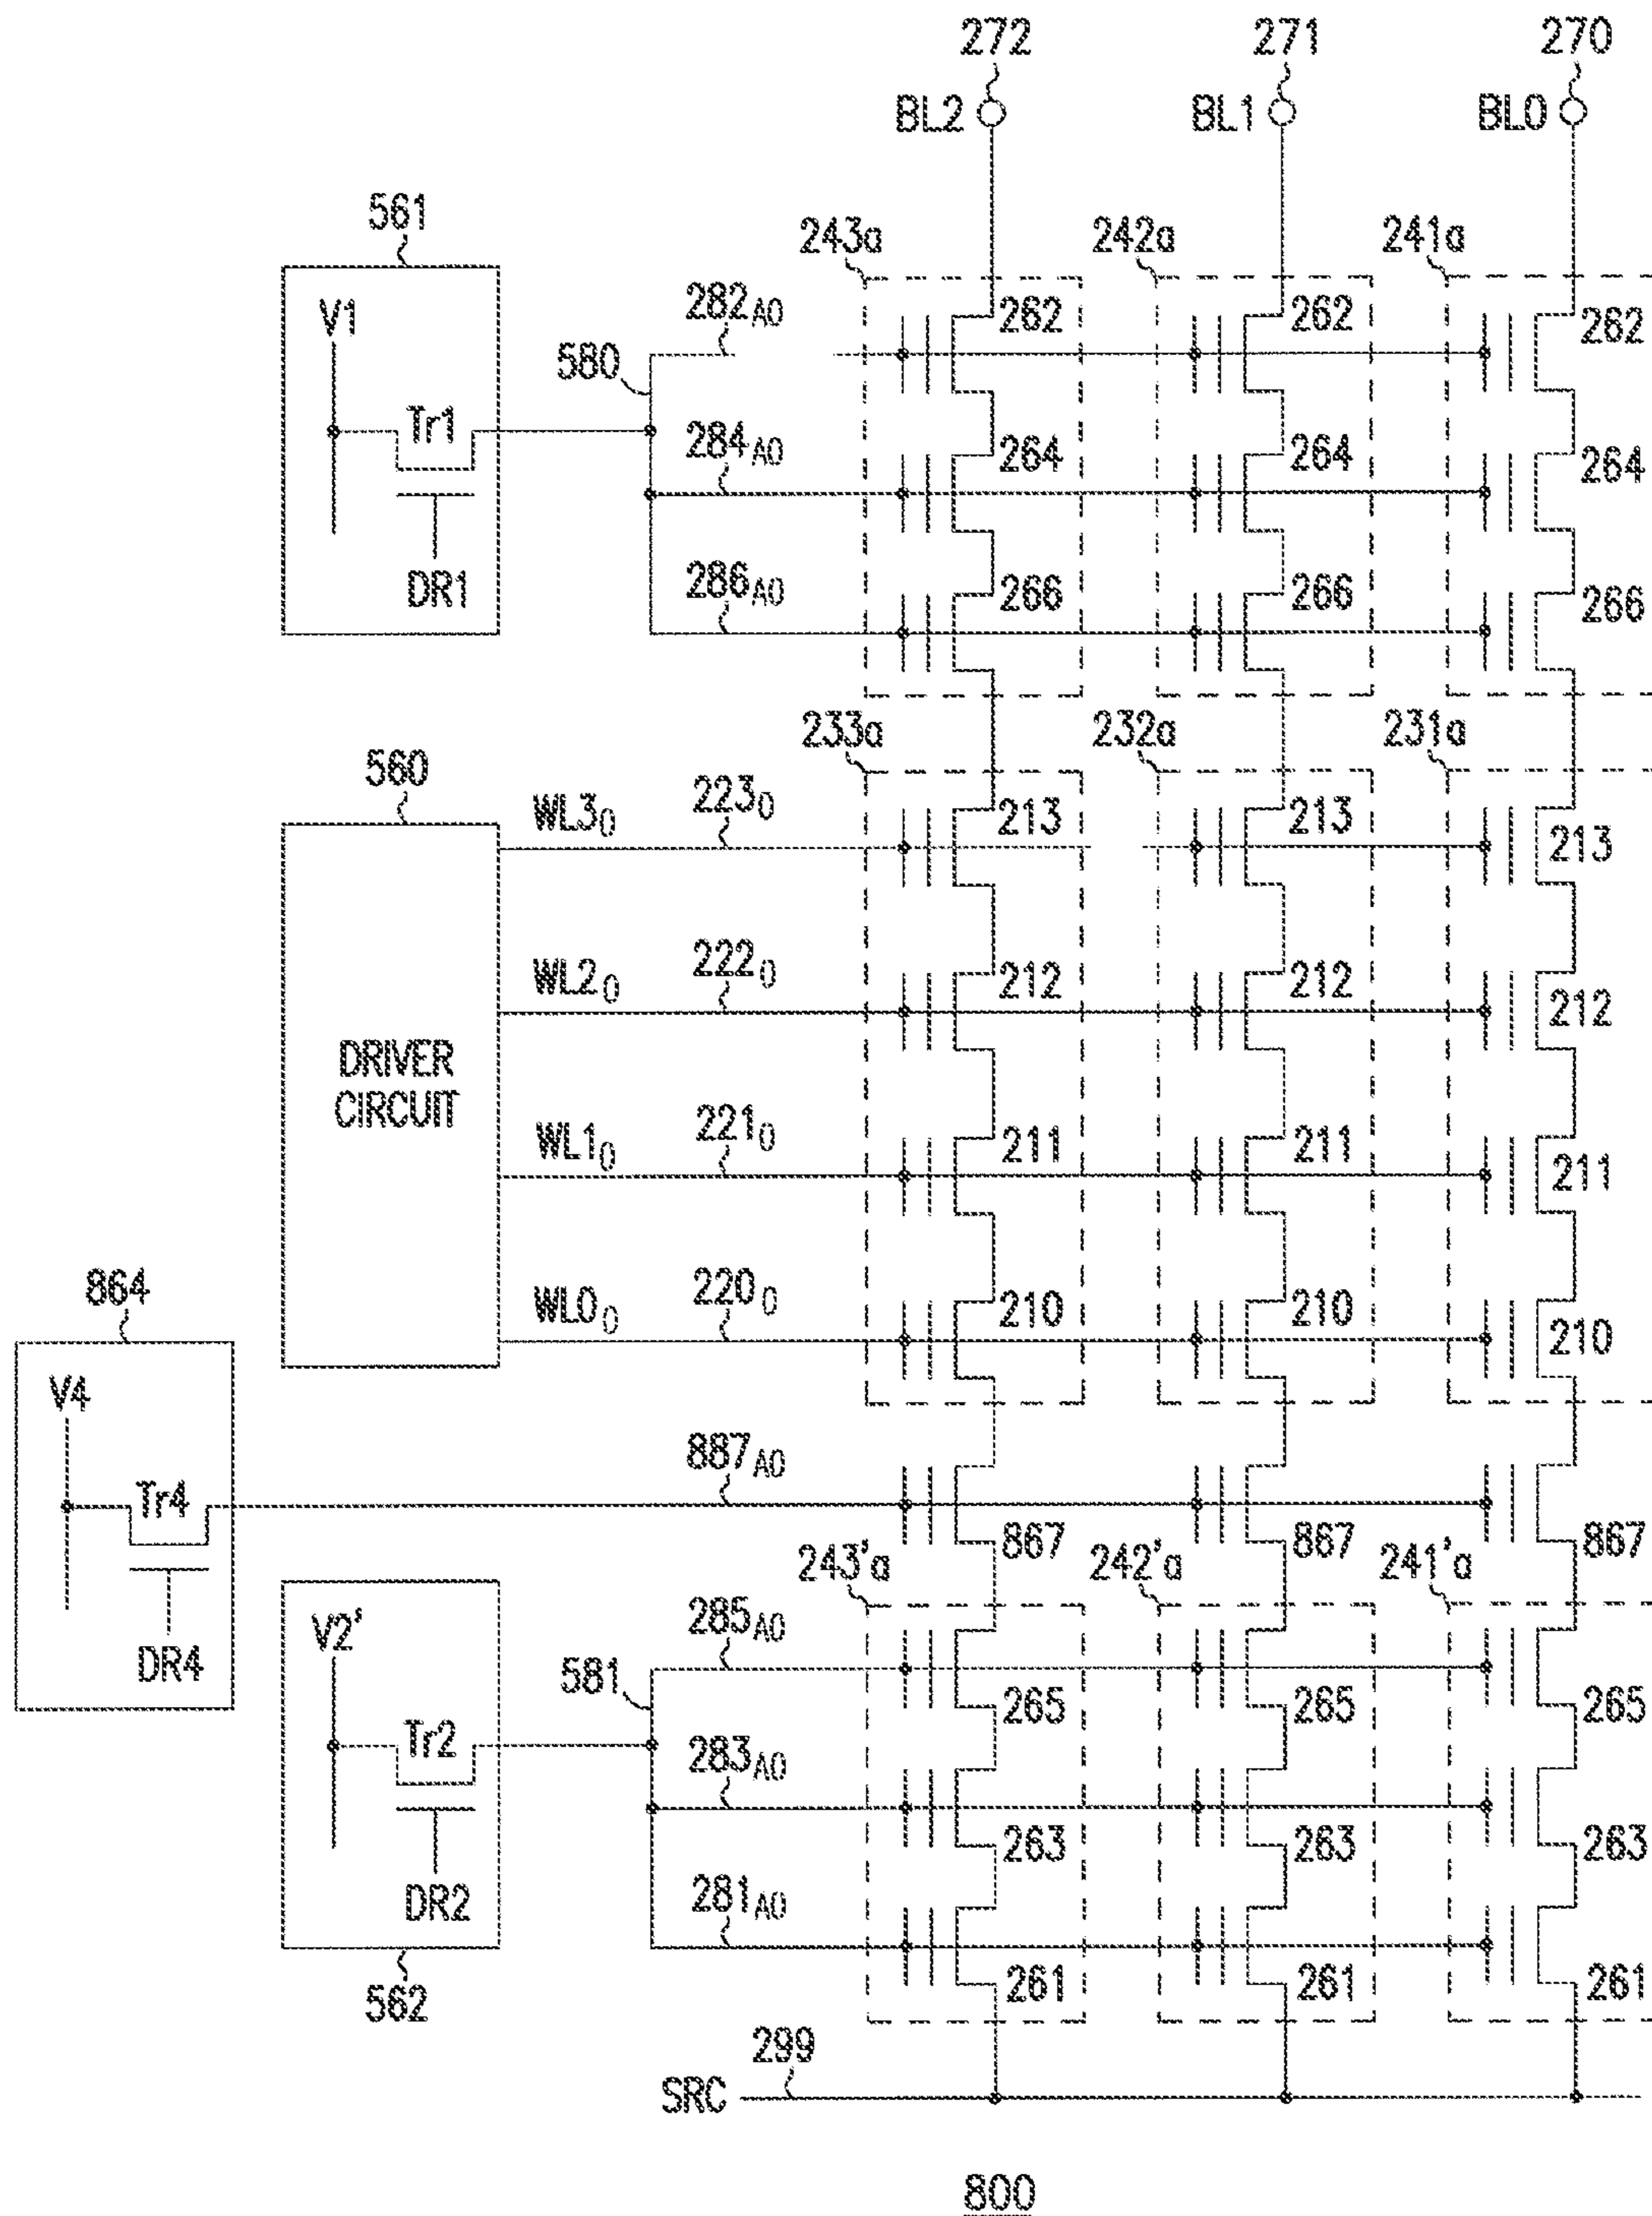 272 271 270
BL2 BL1 BL0
561
243a 242a 241a
V1
282A0 262 262 262
580
Tr1
284A0 264 264 264
DR1
286A0 266 266 266
233a 232a 231a
560
WL3₀ 223₀ 213 213 213
WL2₀ 222₀ 212 212 212
DRIVER
CIRCUIT
WL1₀ 221₀ 211 211 211
864
WL0₀ 220₀ 210 210 210
V4
887A0
Tr4
867 867 867
243'a 242'a 241'a
V2'
285A0
DR4
581
265 265 265
Tr2
283A0
263 263 263
DR2
281A0
261 261 261
562
299
SRC
800